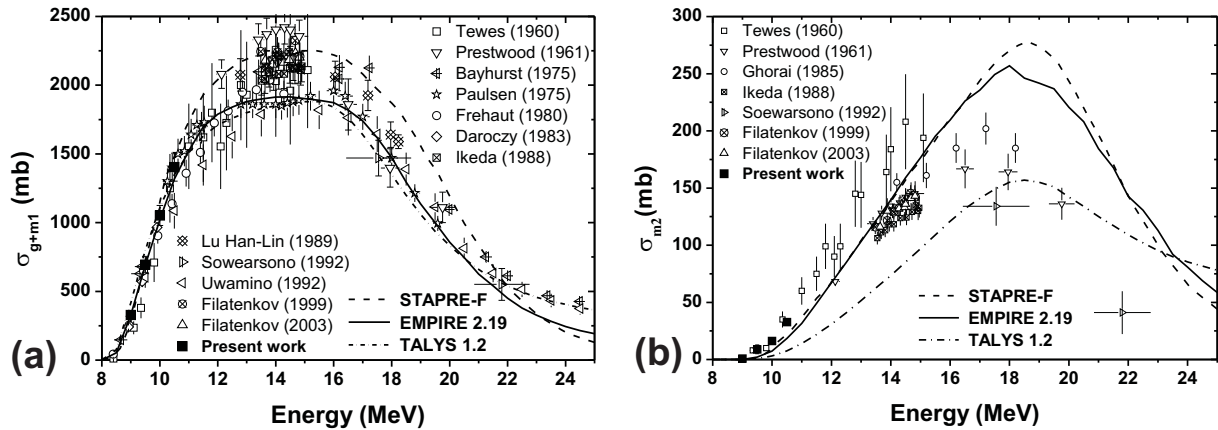 2500
2250
2000
1750
1500
1250
1000
750
500
250
0
σg+m1 (mb)
8 10 12 14 16 18 20 22 24
Energy (MeV)
Tewes (1960)
Prestwood (1961)
Bayhurst (1975)
Paulsen (1975)
Frehaut (1980)
Daroczy (1983)
Ikeda (1988)
Lu Han-Lin (1989)
Sowearsono (1992)
Uwamino (1992)
Filatenkov (1999)
Filatenkov (2003)
Present work
STAPRE-F
EMPIRE 2.19
TALYS 1.2
(a)
300
250
200
150
100
50
0
σm2 (mb)
8 10 12 14 16 18 20 22 24
Energy (MeV)
Tewes (1960)
Prestwood (1961)
Ghorai (1985)
Ikeda (1988)
Soewarsono (1992)
Filatenkov (1999)
Filatenkov (2003)
Present work
STAPRE-F
EMPIRE 2.19
TALYS 1.2
(b)